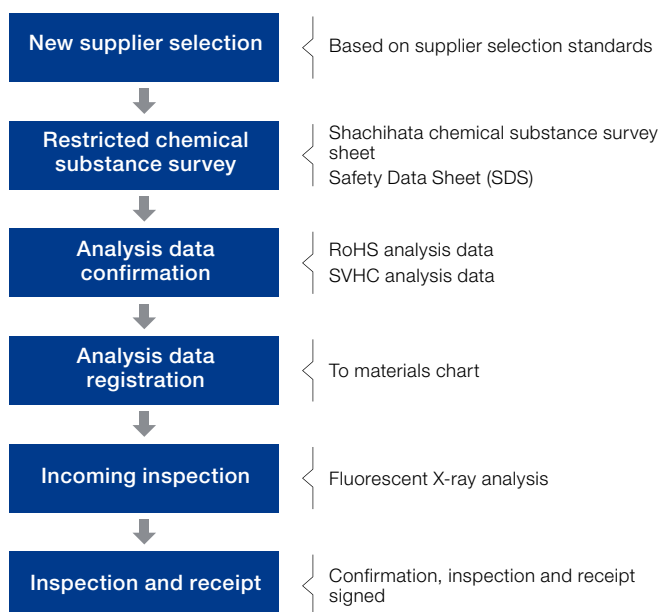 New supplier selection
Based on supplier selection standards
Restricted chemical
substance survey
Shachihata chemical substance survey
sheet
Safety Data Sheet (SDS)
Analysis data
confirmation
RoHS analysis data
SVHC analysis data
Analysis data
registration
To materials chart
Incoming inspection
Fluorescent X-ray analysis
Inspection and receipt
Confirmation, inspection and receipt
signed